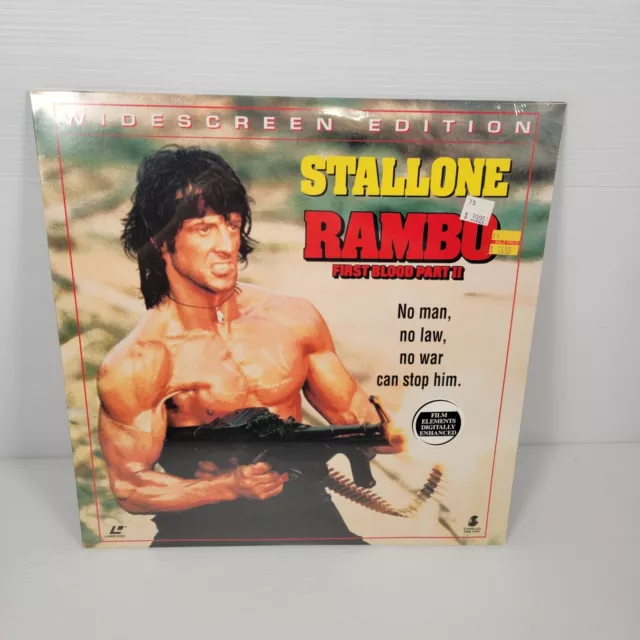 WIDESCREEN EDITION
STALLONE
RAMBO
FIRST BLOOD PART II
No man,
no law,
no war
can stop him.
FILM
ELEMENTS
DIGITALLY
ENHANCED